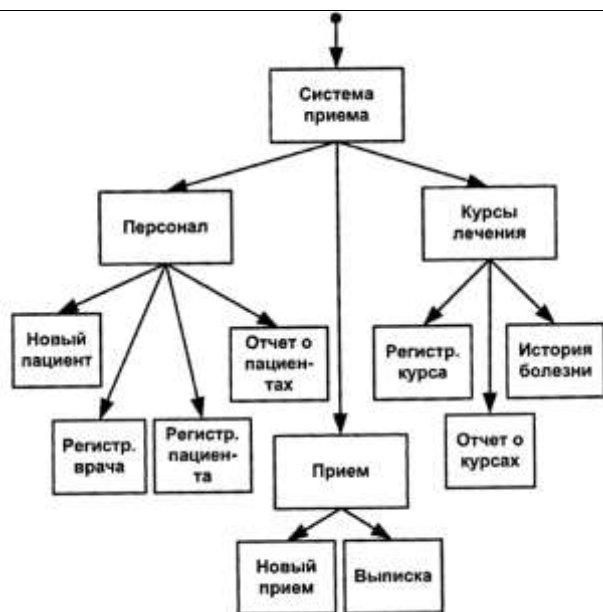 Система
приема
Персонал
Курсы
лечения
Новый
пациент
Отчет о
пациен-
тах
Регистр.
курса
История
болезни
Регистр.
врача
Регистр.
пациен-
та
Прием
Отчет о
курсах
Новый
прием
Выписка